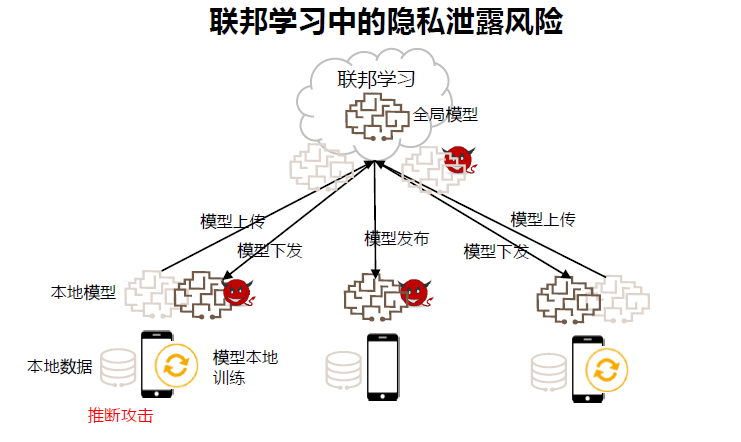 联邦学习中的隐私泄露风险
联邦学习
全局模型
模型上传
模型下发
模型发布
模型上传
模型下发
本地模型
本地数据
模型本地
训练
推断攻击